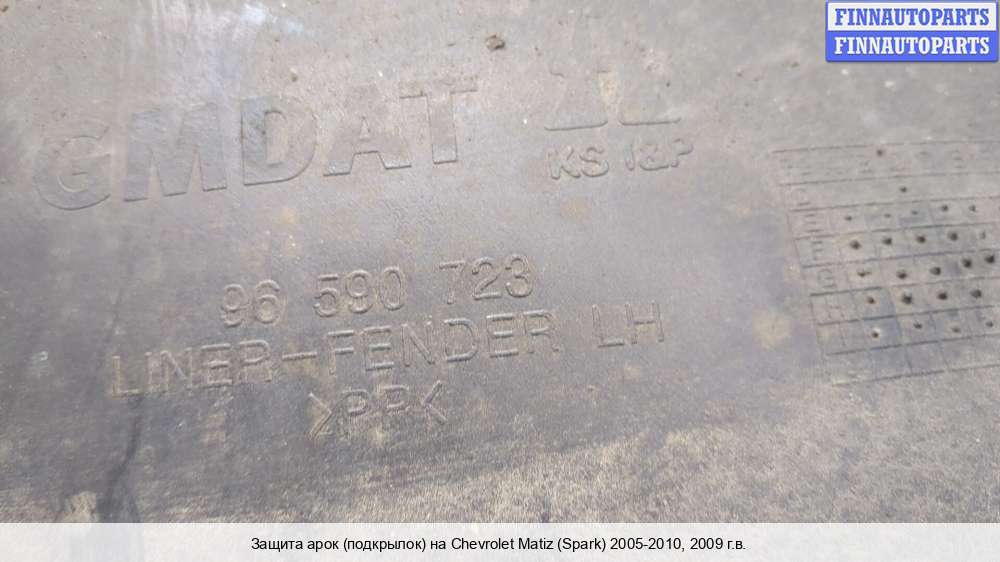 FINNAUTOPARTS
FINNAUTOPARTS
GMDAT
KS I&P
96 590 723
LINER-FENDER LH
>PP<
Защита арок (подкрылок) на Chevrolet Matiz (Spark) 2005-2010, 2009 г.в.